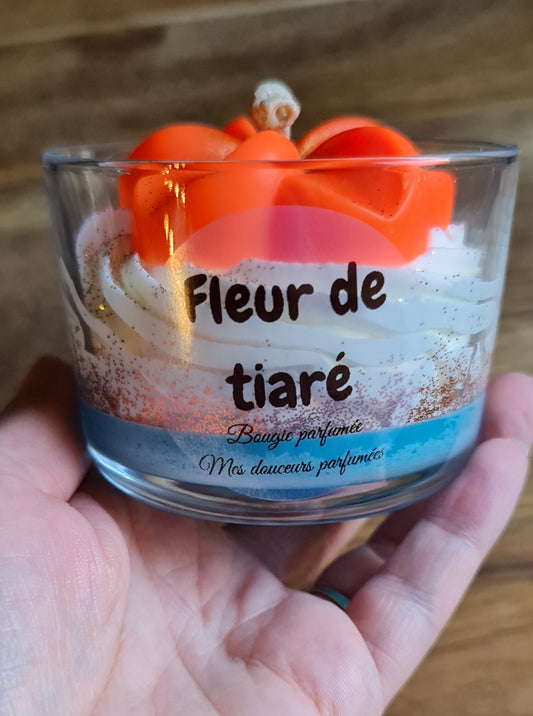 Fleur de
tiaré
Bougie parfumée
Mes douceurs parfumées